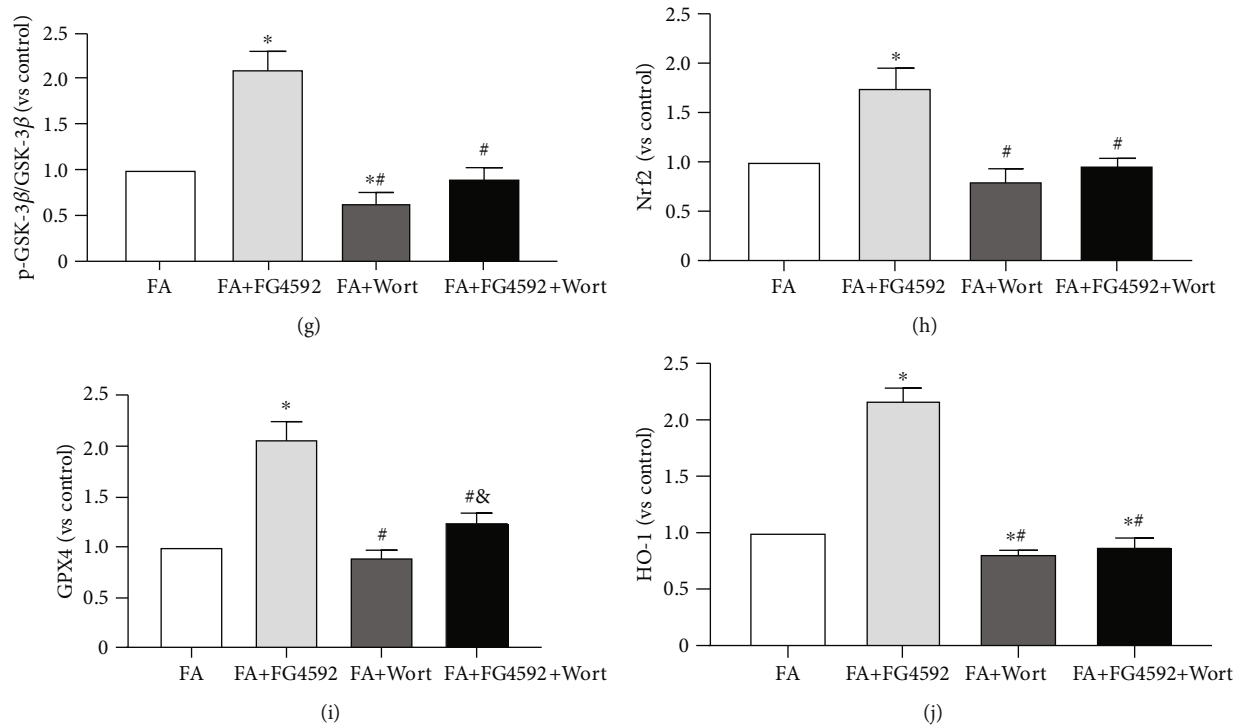 p-GSK-3β/GSK-3β (vs control)
2.5
2.0
1.5
1.0
0.5
0
*
*#
#
FA
FA+FG4592
FA+Wort
FA+FG4592+Wort
(g)
Nrf2 (vs control)
2.5
2.0
1.5
1.0
0.5
0
*
#
#
FA
FA+FG4592
FA+Wort
FA+FG4592+Wort
(h)
GPX4 (vs control)
2.5
2.0
1.5
1.0
0.5
0
*
#
#&
FA
FA+FG4592
FA+Wort
FA+FG4592+Wort
(i)
HO-1 (vs control)
2.5
2.0
1.5
1.0
0.5
0
*
*#
*#
FA
FA+FG4592
FA+Wort
FA+FG4592+Wort
(j)